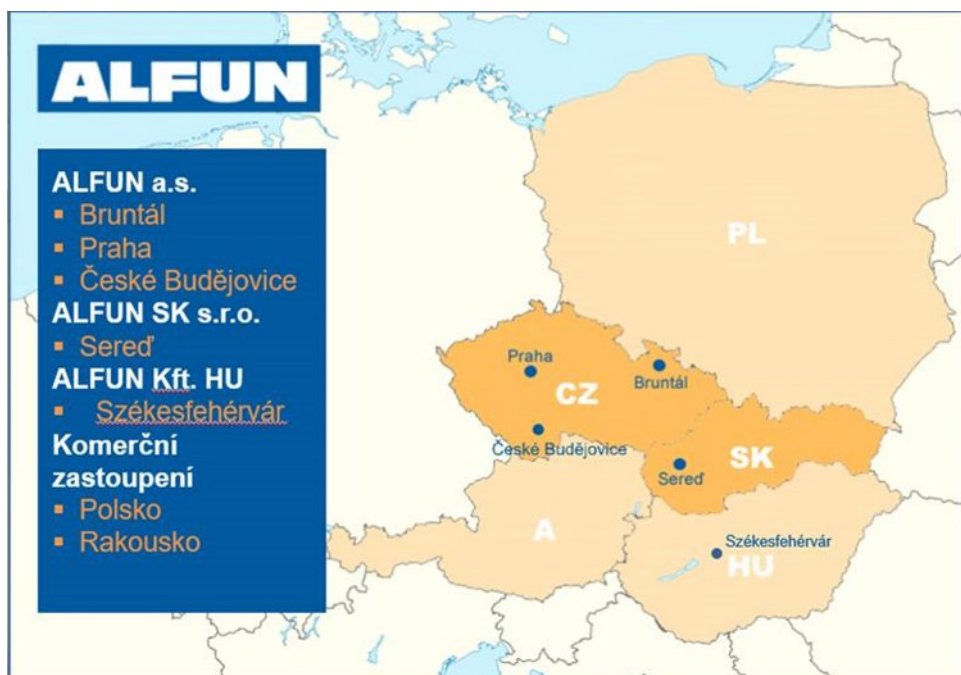 ALFUN
ALFUN a.s.
▪ Bruntál
▪ Praha
▪ České Budějovice
ALFUN SK s.r.o.
▪ Sereď
ALFUN Kft. HU
▪ Székesfehérvár
Komerční
zastoupení
▪ Polsko
▪ Rakousko
PL
Praha
Bruntál
CZ
České Budějovice
SK
Sereď
A
Székesfehérvár
HU